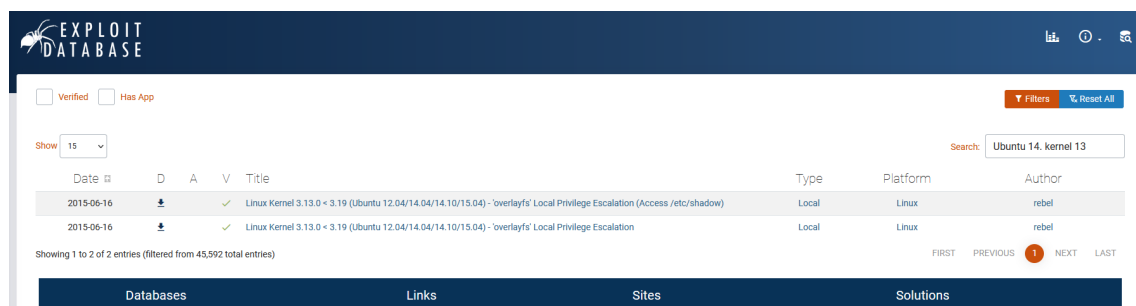 EXPLOIT
DATABASE
Verified Has App
Filters Reset All
Show 15
Search: Ubuntu 14. kernel 13
Date D A V Title Type Platform Author
2015-06-16 Linux Kernel 3.13.0 < 3.19 (Ubuntu 12.04/14.04/14.10/15.04) - 'overlayfs' Local Privilege Escalation (Access /etc/shadow) Local Linux rebel
2015-06-16 Linux Kernel 3.13.0 < 3.19 (Ubuntu 12.04/14.04/14.10/15.04) - 'overlayfs' Local Privilege Escalation Local Linux rebel
Showing 1 to 2 of 2 entries (filtered from 45,592 total entries) FIRST PREVIOUS 1 NEXT LAST
Databases Links Sites Solutions